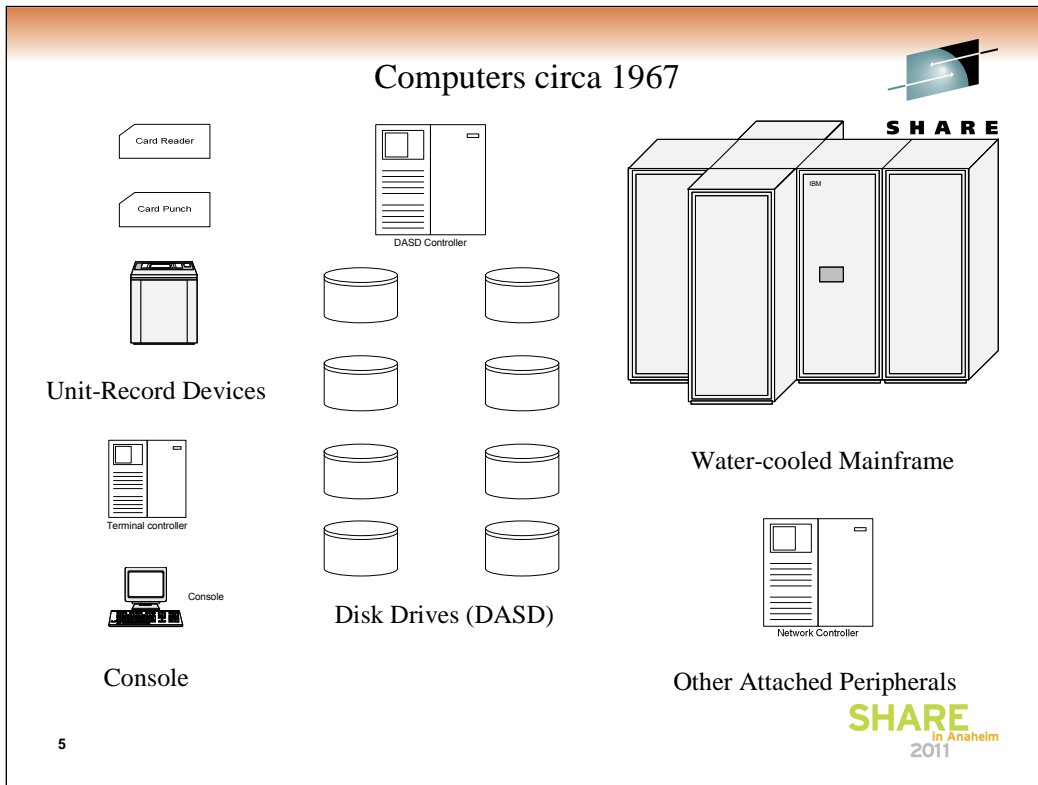 Computers circa 1967
SHARE
Card Reader
Card Punch
Unit-Record Devices
Terminal controller
Console
Console
DASD Controller
Disk Drives (DASD)
IBM
Water-cooled Mainframe
Network Controller
Other Attached Peripherals
5
SHARE
in Anaheim
2011